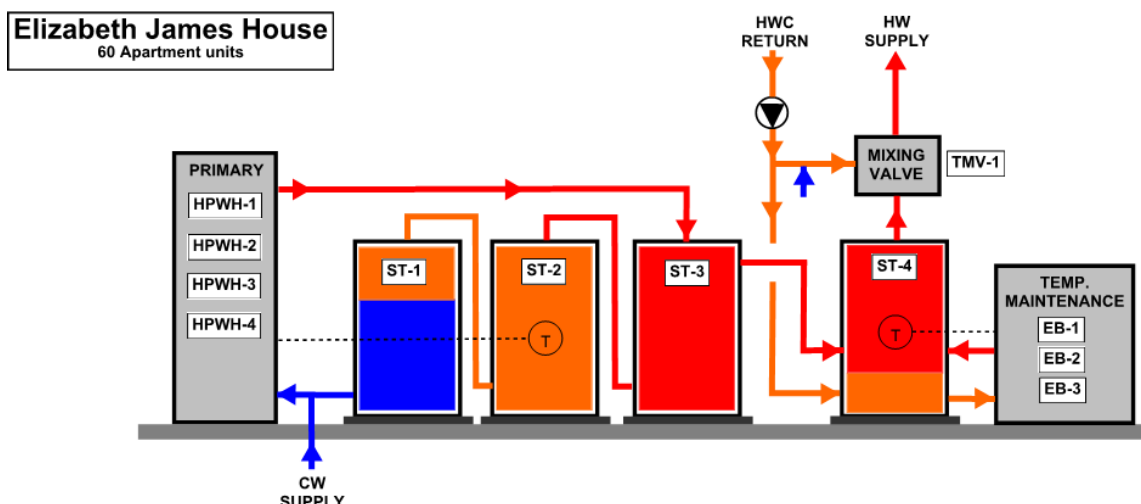 Elizabeth James House
60 Apartment units
HWC
RETURN
HW
SUPPLY
PRIMARY
HPWH-1
HPWH-2
HPWH-3
HPWH-4
MIXING
VALVE
TMV-1
ST-1
ST-2
ST-3
ST-4
T
T
TEMP.
MAINTENANCE
EB-1
EB-2
EB-3
CW
SUPPLY